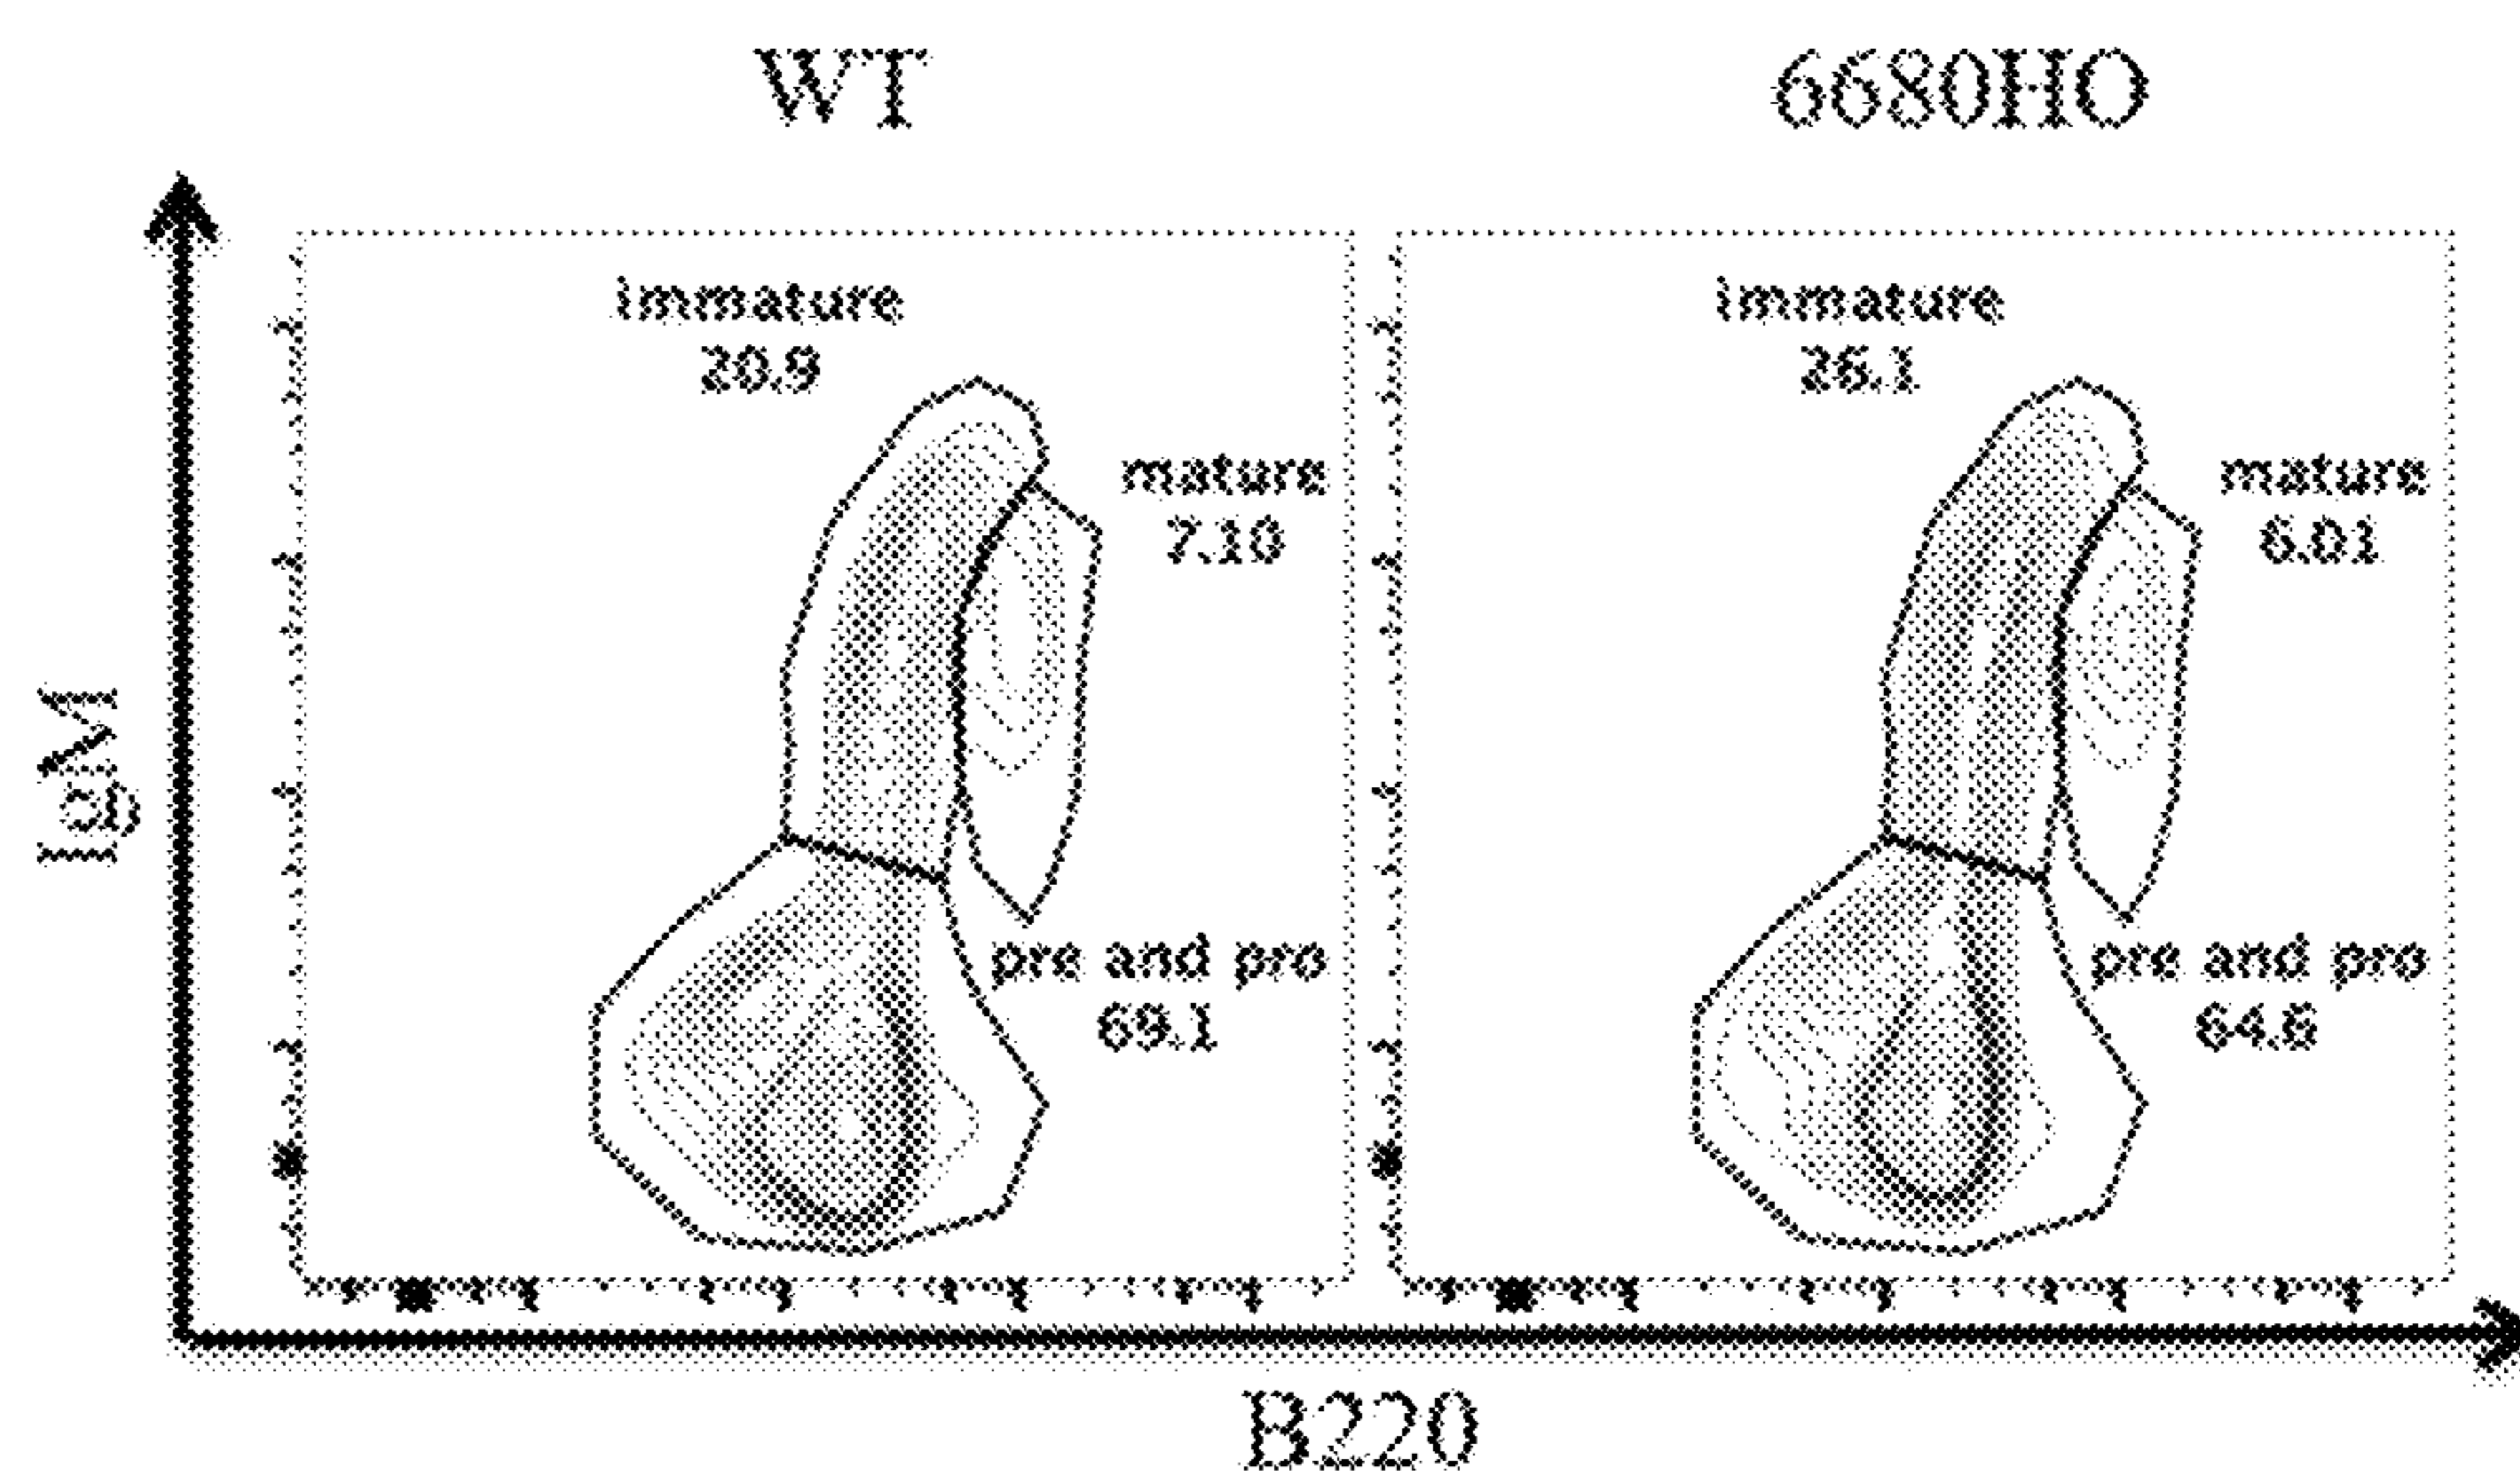 WT
6680HO
immature
20.9
immature
26.1
mature
7.10
mature
6.01
pre and pro
69.1
pre and pro
64.8
IgM
B220